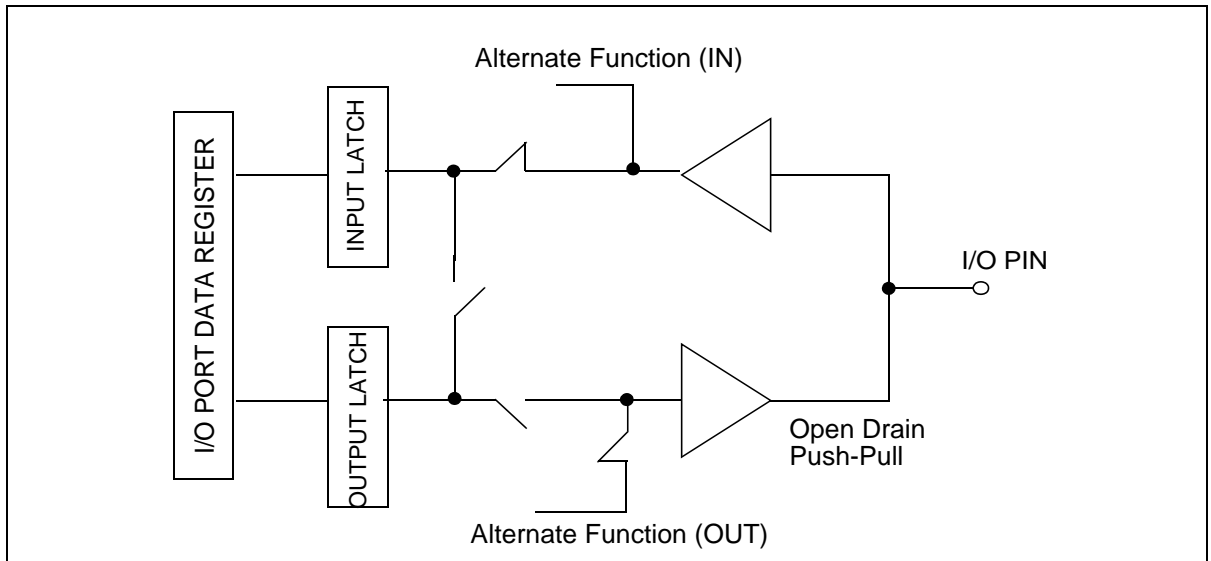 Alternate Function (IN)
I/O PORT DATA REGISTER
INPUT LATCH
I/O PIN
OUTPUT LATCH
Open Drain
Push-Pull
Alternate Function (OUT)